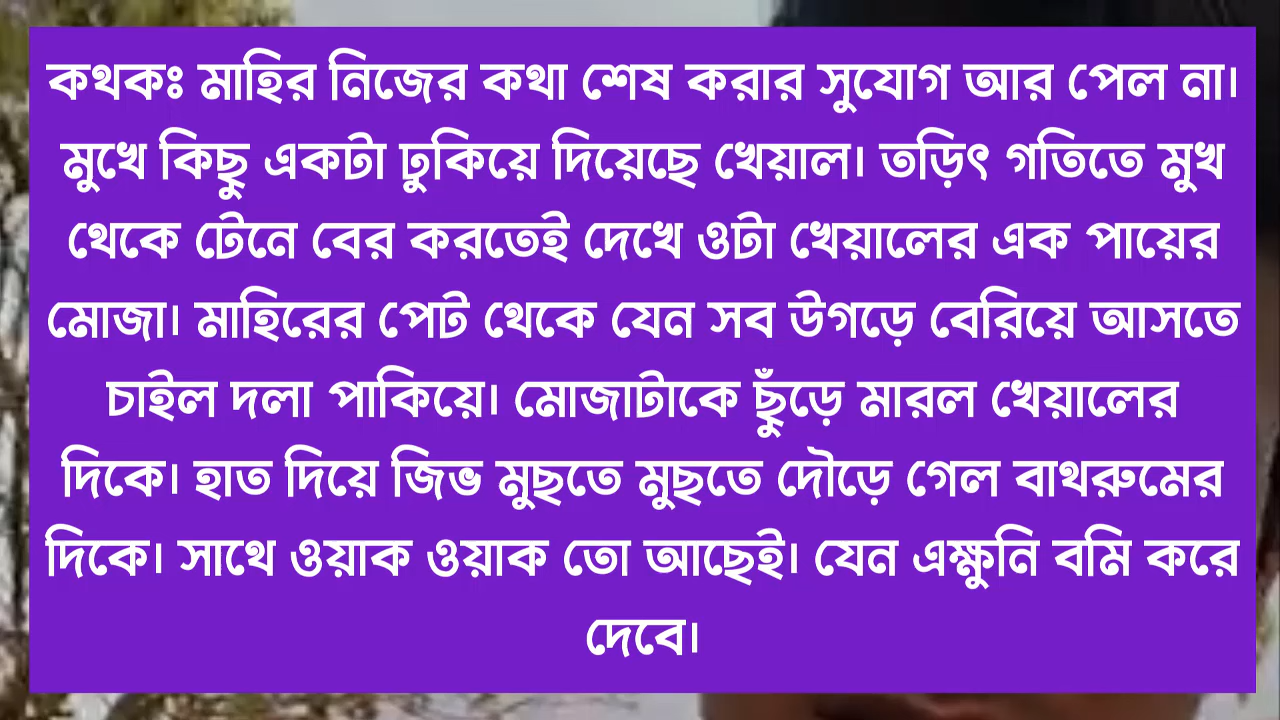 কথকঃ মাহির নিজের কথা শেষ করার সুযোগ আর পেল না।
মুখে কিছু একটা ঢুকিয়ে দিয়েছে খেয়াল। তড়িৎ গতিতে মুখ
থেকে টেনে বের করতেই দেখে ওটা খেয়ালের এক পায়ের
মোজা। মাহিরের পেট থেকে যেন সব উগড়ে বেরিয়ে আসতে
চাইল দলা পাকিয়ে। মোজাটাকে ছুঁড়ে মারল খেয়ালের
দিকে। হাত দিয়ে জিভ মুছতে মুছতে দৌড়ে গেল বাথরুমের
দিকে। সাথে ওয়াক ওয়াক তো আছেই। যেন এক্ষুনি বমি করে
দেবে।